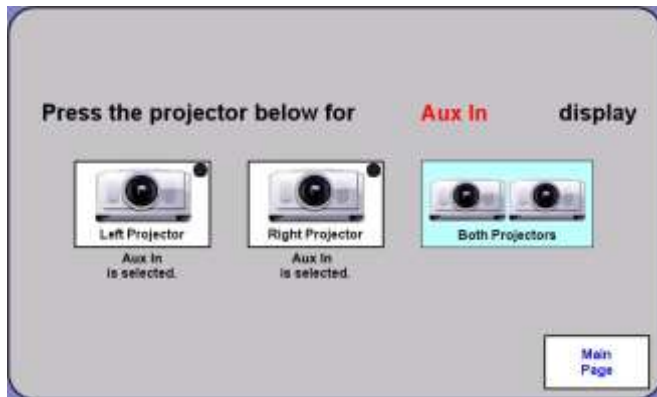 Press the projector below for Aux In display
Left Projector
Right Projector
Both Projectors
Aux In
is selected.
Aux In
is selected.
Main
Page